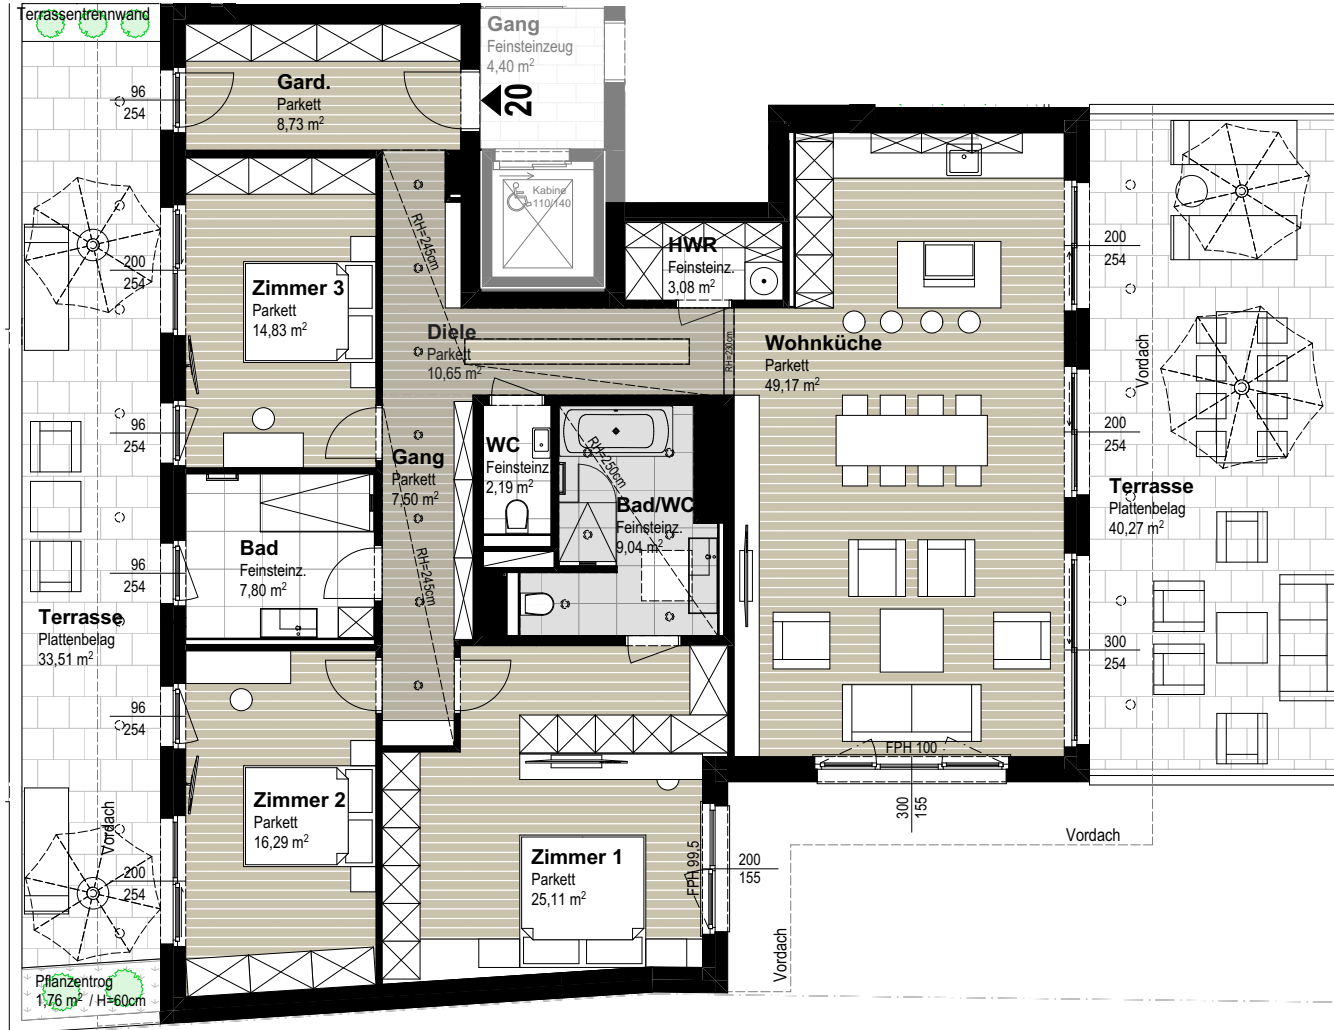 Terrassentrennwand
Gang
Feinsteinzeug
4,40 m²
20
Gard.
Parkett
8,73 m²
96
254
Kabine
110/140
RH=245cm
HWR
Feinsteinz.
3,08 m²
200
254
200
254
Zimmer 3
Parkett
14,83 m²
Diele
Parkett
10,65 m²
RH=230cm
Wohnküche
Parkett
49,17 m²
Vordach
96
254
200
254
Gang
Parkett
7,50 m²
WC
Feinsteinz.
2,19 m²
RH=250cm
Bad/WC
Feinsteinz.
9,04 m²
Terrasse
Plattenbelag
40,27 m²
Bad
Feinsteinz.
7,80 m²
96
254
RH=245cm
Terrasse
Plattenbelag
33,51 m²
300
254
96
254
FPH 100
300
155
Zimmer 2
Parkett
16,29 m²
Vordach
200
254
Zimmer 1
Parkett
25,11 m²
FPH 99,5
200
155
Vordach
Vordach
Pflanzentrog
1,76 m² / H=60cm